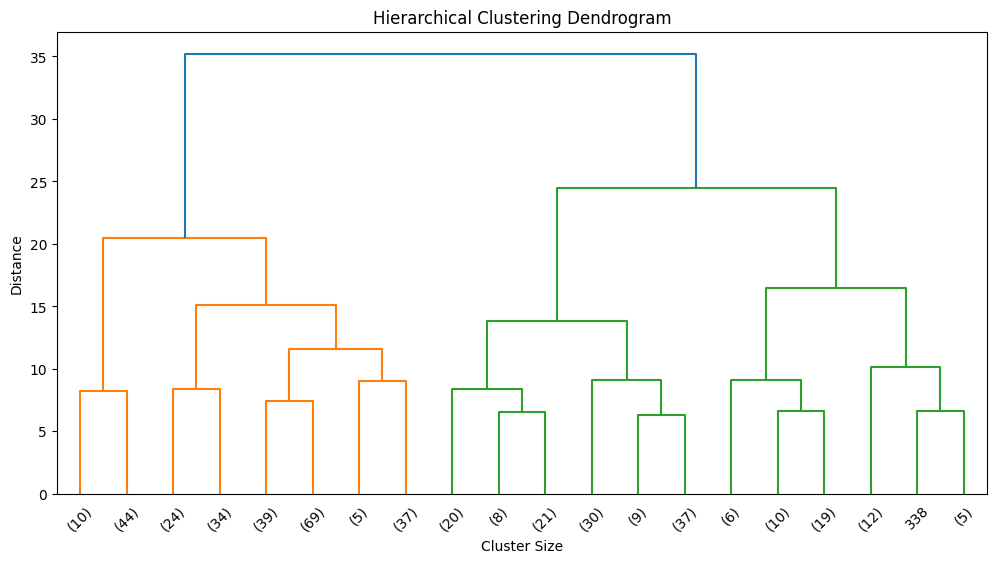 Hierarchical Clustering Dendrogram
Distance
35
30
25
20
15
10
5
0
(10) (44) (24) (34) (39) (69) (5) (37) (20) (8) (21) (30) (9) (37) (6) (10) (19) (12) 338 (5)
Cluster Size